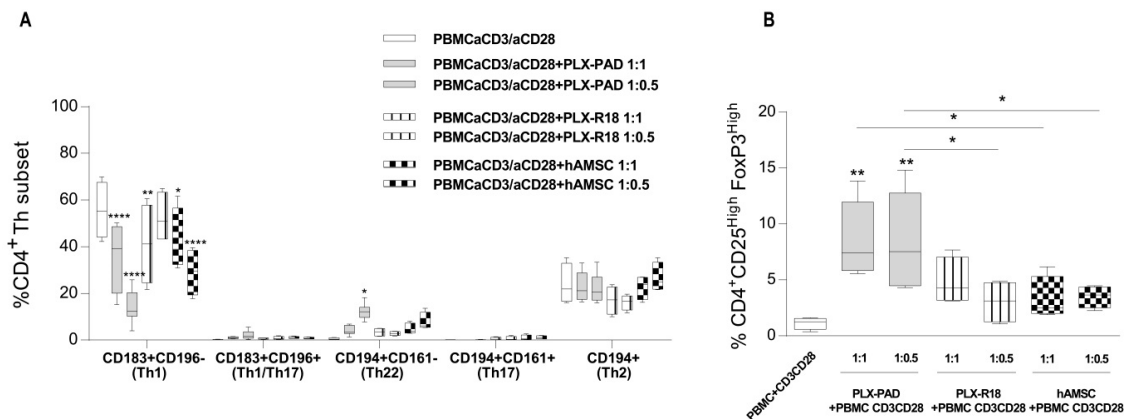 A
PBMCaCD3/aCD28
PBMCaCD3/aCD28+PLX-PAD 1:1
PBMCaCD3/aCD28+PLX-PAD 1:0.5
PBMCaCD3/aCD28+PLX-R18 1:1
PBMCaCD3/aCD28+PLX-R18 1:0.5
PBMCaCD3/aCD28+hAMSC 1:1
PBMCaCD3/aCD28+hAMSC 1:0.5
%CD4+Th subset
100
80
60
40
20
0
****
****
**
*
****
*
CD183+CD196-
(Th1)
CD183+CD196+
(Th1/Th17)
CD194+CD161-
(Th22)
CD194+CD161+
(Th17)
CD194+
(Th2)
B
% CD4+CD25High FoxP3High
20
15
10
5
0
*
*
*
**
**
PBMC+CD3CD28
1:1
1:0.5
1:1
1:0.5
1:1
1:0.5
PLX-PAD
+PBMC CD3CD28
PLX-R18
+PBMC CD3CD28
hAMSC
+PBMC CD3CD28